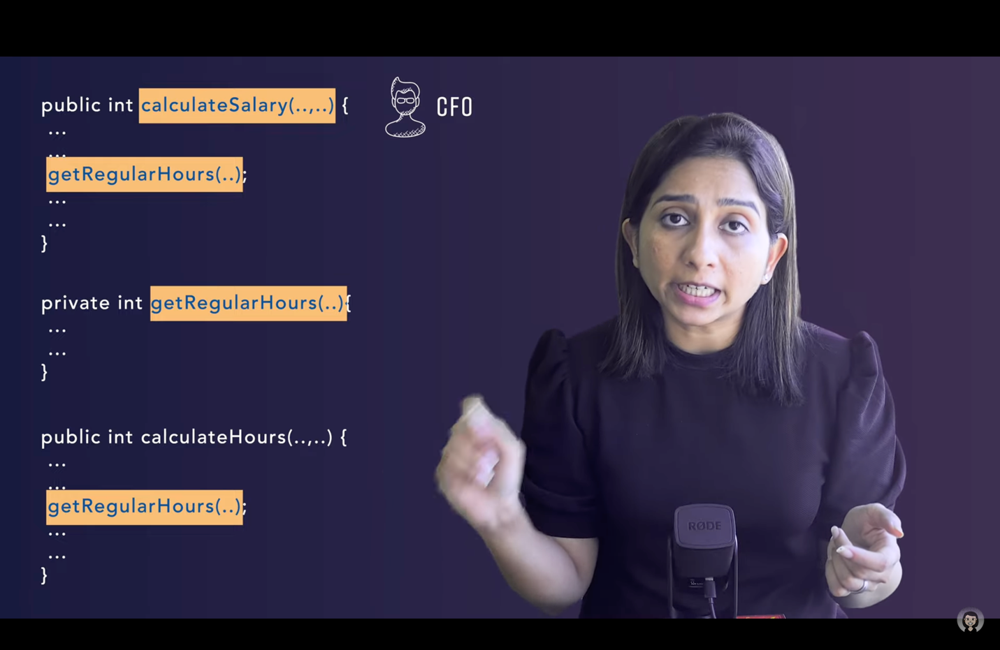 public int calculateSalary(..,..) {
...
...
getRegularHours(..);
...
...
}
private int getRegularHours(..){
...
...
}
public int calculateHours(..,..) {
...
...
getRegularHours(..);
...
...
}
CFO
RØDE